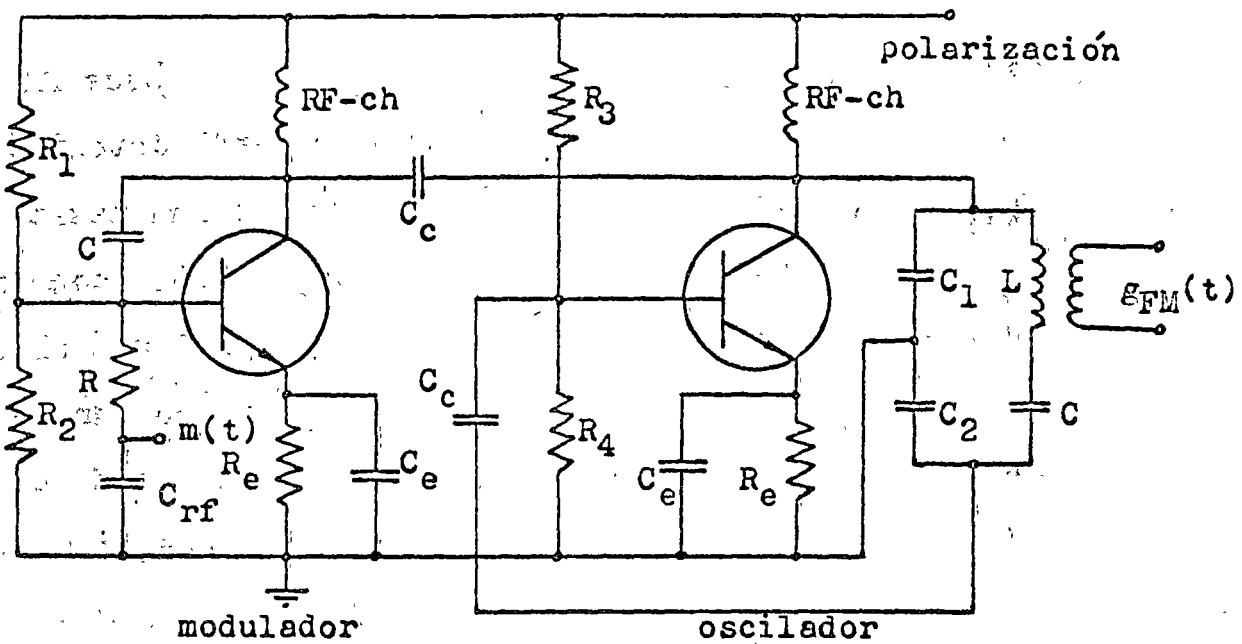 polarización
RF-ch
R3
RF-ch
R1
Cc
C
C1
L
gFM(t)
R
Cc
R2
m(t)
Re
Ce
R4
Ce
Re
C2
C
Crf
modulador
oscilador